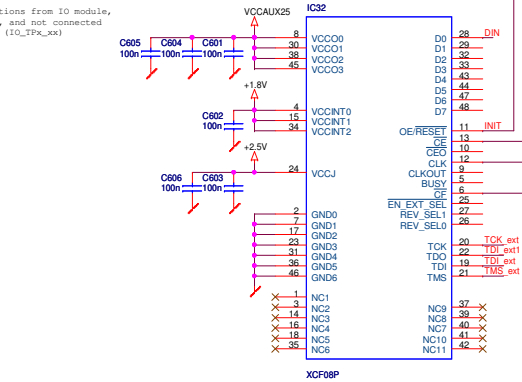 tions from IO module,
, and not connected
(IO_TPx_xx)
VCCAUX25
IC32
C605
100n
C604
100n
C601
100n
8
30
38
45
VCCO0
VCCO1
VCCO2
VCCO3
+1.8V
C602
100n
4
15
34
VCCINT0
VCCINT1
VCCINT2
+2.5V
24
VCCJ
C606
100n
C603
100n
2
7
17
23
31
36
46
GND0
GND1
GND2
GND3
GND4
GND5
GND6
1
3
14
16
18
35
NC1
NC2
NC3
NC4
NC5
NC6
D0 28 DIN
D1 29
D2 32
D3 33
D4 43
D5 44
D6 47
D7 48
OE/RESET 11 INIT
CE 13
CEO 10
CLK 12
CLKOUT 9
BUSY 5
CF 6
EN_EXT_SEL 25
REV_SEL1 27
REV_SEL0 26
TCK 20 TCK_ext
TDO 22 TDI_ext1
TDI 19 TDI_ext
TMS 21 TMS_ext
NC9 37
NC8 39
NC7 40
NC10 41
NC11 42
XCF08P